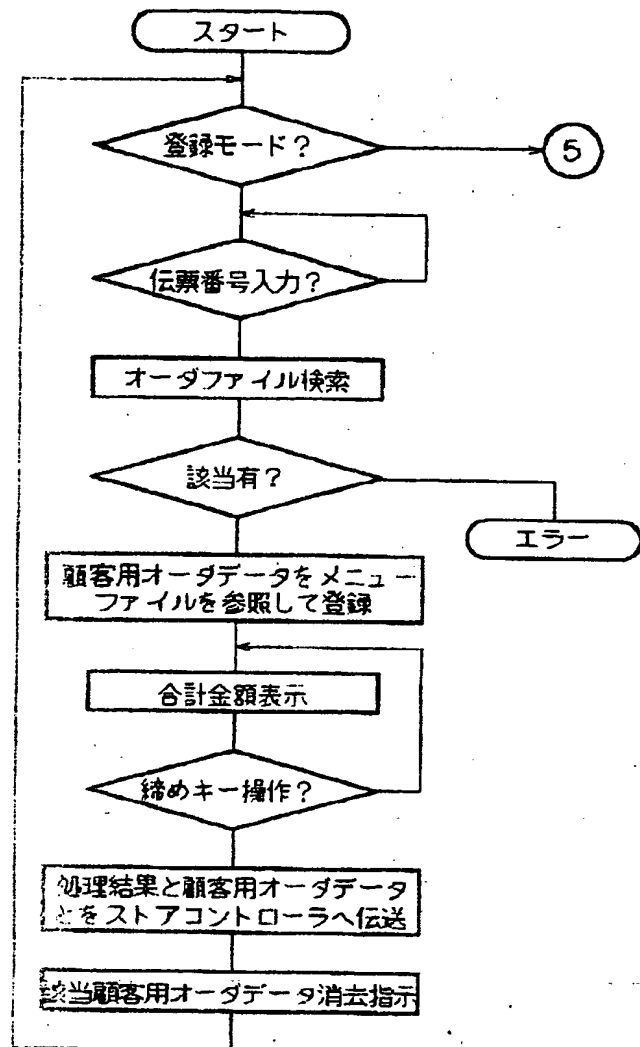 スタート
登録モード?
5
伝票番号入力?
オーダファイル検索
該当有?
エラー
顧客用オーダデータをメニュー
ファイルを参照して登録
合計金額表示
締めキー操作?
処理結果と顧客用オーダデータ
とをストアコントローラへ伝送
該当顧客用オーダデータ消去指示